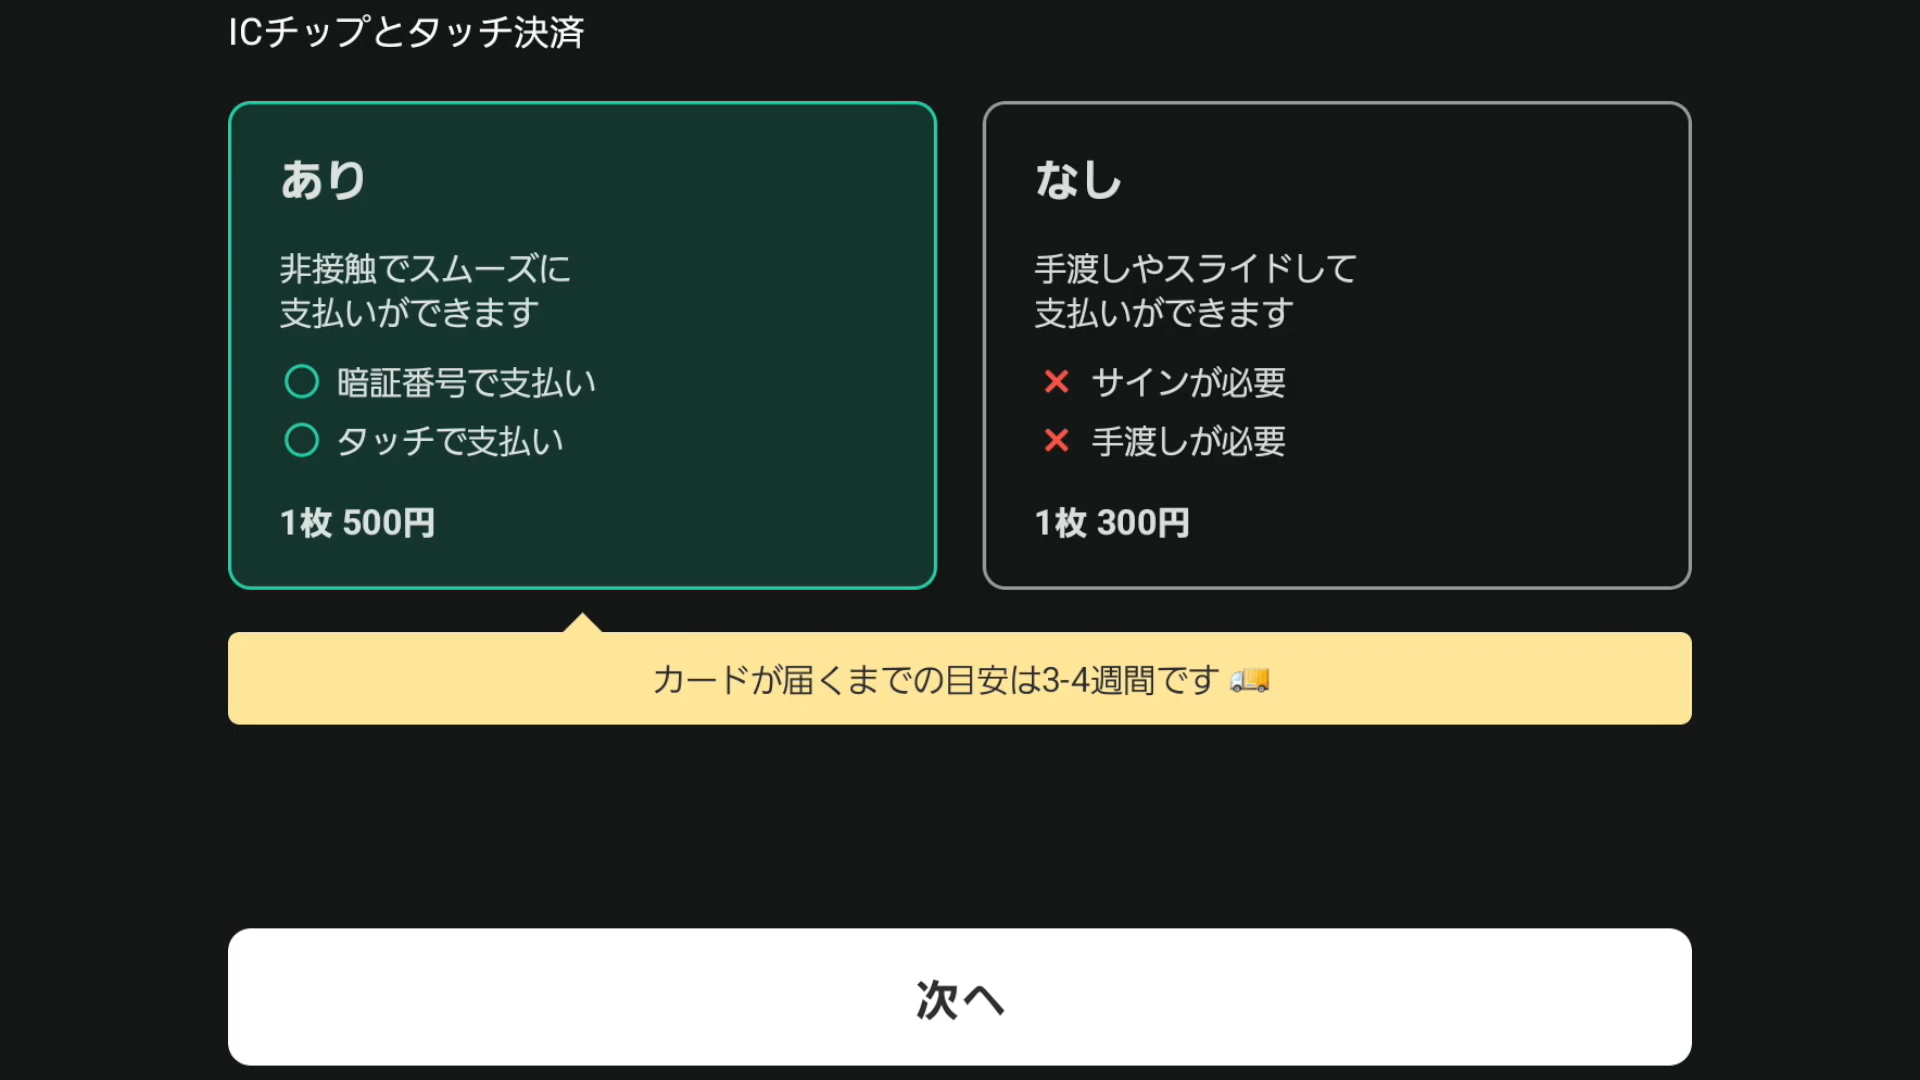 ICチップとタッチ決済
あり
非接触でスムーズに
支払いができます
暗証番号で支払い
タッチで支払い
1枚 500円
なし
手渡しやスライドして
支払いができます
サインが必要
手渡しが必要
1枚 300円
カードが届くまでの目安は3-4週間です 🚚
次へ